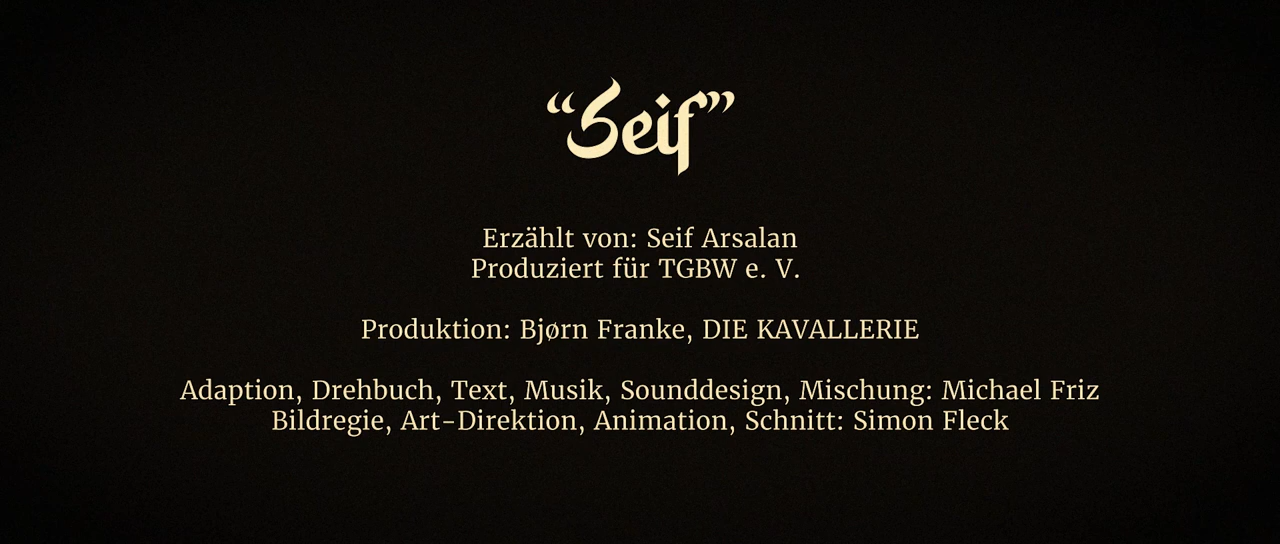 “Seif”
Erzählt von: Seif Arsalan
Produziert für TGBW e. V.
Produktion: Bjørn Franke, DIE KAVALLERIE
Adaption, Drehbuch, Text, Musik, Sounddesign, Mischung: Michael Friz
Bildregie, Art-Direktion, Animation, Schnitt: Simon Fleck